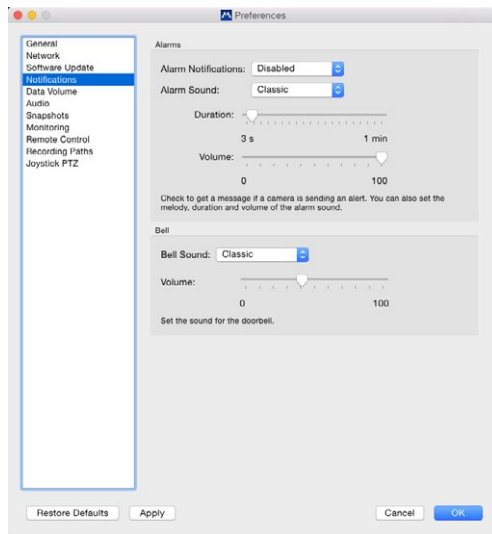 Preferences
General
Network
Software Update
Notifications
Data Volume
Audio
Snapshots
Monitoring
Remote Control
Recording Paths
Joystick PTZ
Alarms
Alarm Notifications: Disabled
Alarm Sound: Classic
Duration:
3 s 1 min
Volume:
0 100
Check to get a message if a camera is sending an alert. You can also set the
melody, duration and volume of the alarm sound.
Bell
Bell Sound: Classic
Volume:
0 100
Set the sound for the doorbell.
Restore Defaults Apply Cancel OK